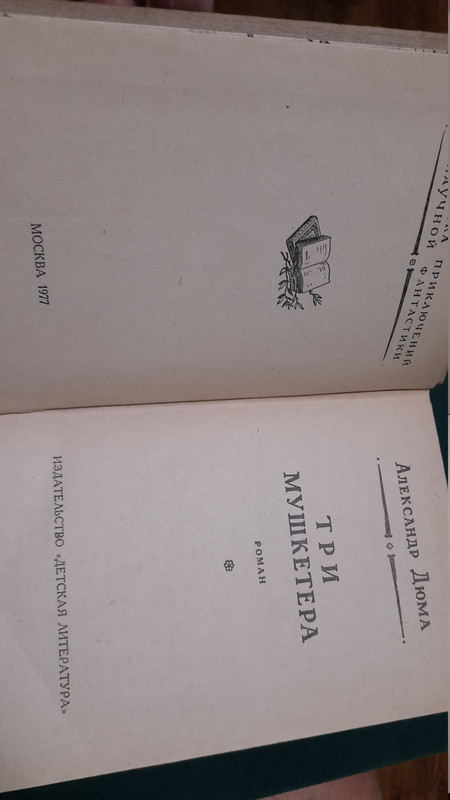 ПРИКЛЮЧЕНИЙ
НАУЧНОЙ ФАНТАСТИКИ
МОСКВА 1977
АЛЕКСАНДР ДЮМА
ТРИ
МУШКЕТЕРА
РОМАН
ИЗДАТЕЛЬСТВО «ДЕТСКАЯ ЛИТЕРАТУРА»